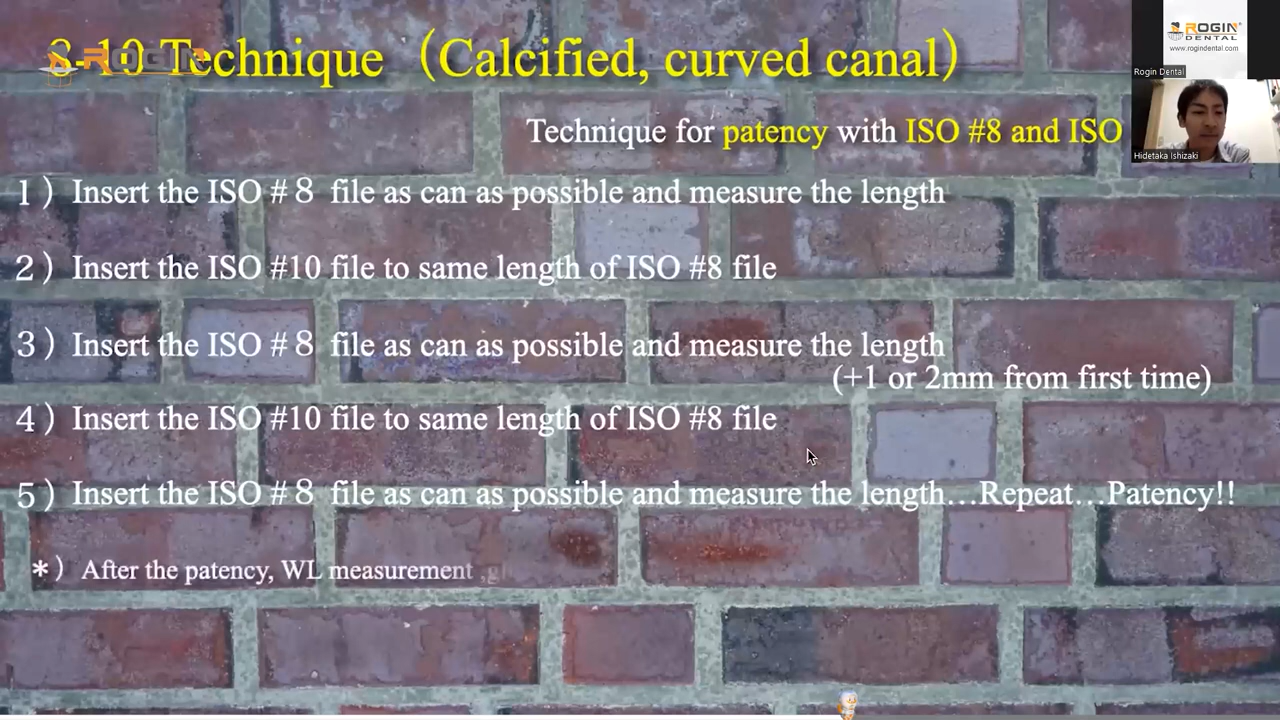 8-10 Technique（Calcified, curved canal）
ROGIN
ROGIN
DENTAL
www.rogindental.com
Rogin Dental
Hidetaka Ishizaki
Technique for patency with ISO #8 and ISO
1）Insert the ISO #８ file as can as possible and measure the length
2）Insert the ISO #10 file to same length of ISO #8 file
3）Insert the ISO #８ file as can as possible and measure the length
(+1 or 2mm from first time)
4）Insert the ISO #10 file to same length of ISO #8 file
5）Insert the ISO #８ file as can as possible and measure the length…Repeat…Patency!!
*）After the patency, WL measurement ,